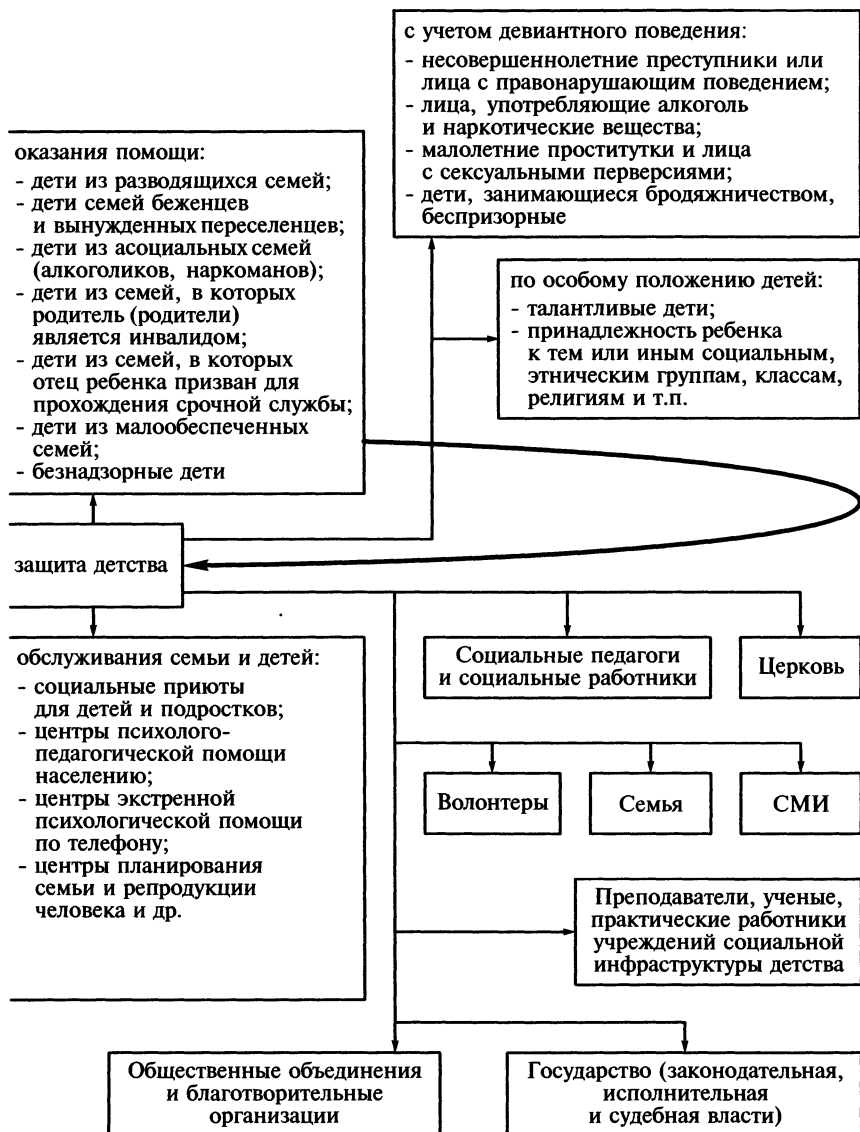 с учетом девиантного поведения:
- несовершеннолетние преступники или
лица с правонарушающим поведением;
- лица, употребляющие алкоголь
и наркотические вещества;
- малолетние проститутки и лица
с сексуальными перверсиями;
- дети, занимающиеся бродяжничеством,
беспризорные
оказания помощи:
- дети из разводящихся семей;
- дети семей беженцев
и вынужденных переселенцев;
- дети из асоциальных семей
(алкоголиков, наркоманов);
- дети из семей, в которых
родитель (родители)
является инвалидом;
- дети из семей, в которых
отец ребенка призван для
прохождения срочной службы;
- дети из малообеспеченных
семей;
- безнадзорные дети
по особому положению детей:
- талантливые дети;
- принадлежность ребенка
к тем или иным социальным,
этническим группам, классам,
религиям и т.п.
защита детства
обслуживания семьи и детей:
- социальные приюты
для детей и подростков;
- центры психолого-
педагогической помощи
населению;
- центры экстренной
психологической помощи
по телефону;
- центры планирования
семьи и репродукции
человека и др.
Социальные педагоги
и социальные работники
Церковь
Волонтеры
Семья
СМИ
Преподаватели, ученые,
практические работники
учреждений социальной
инфраструктуры детства
Общественные объединения
и благотворительные
организации
Государство (законодательная,
исполнительная
и судебная власти)